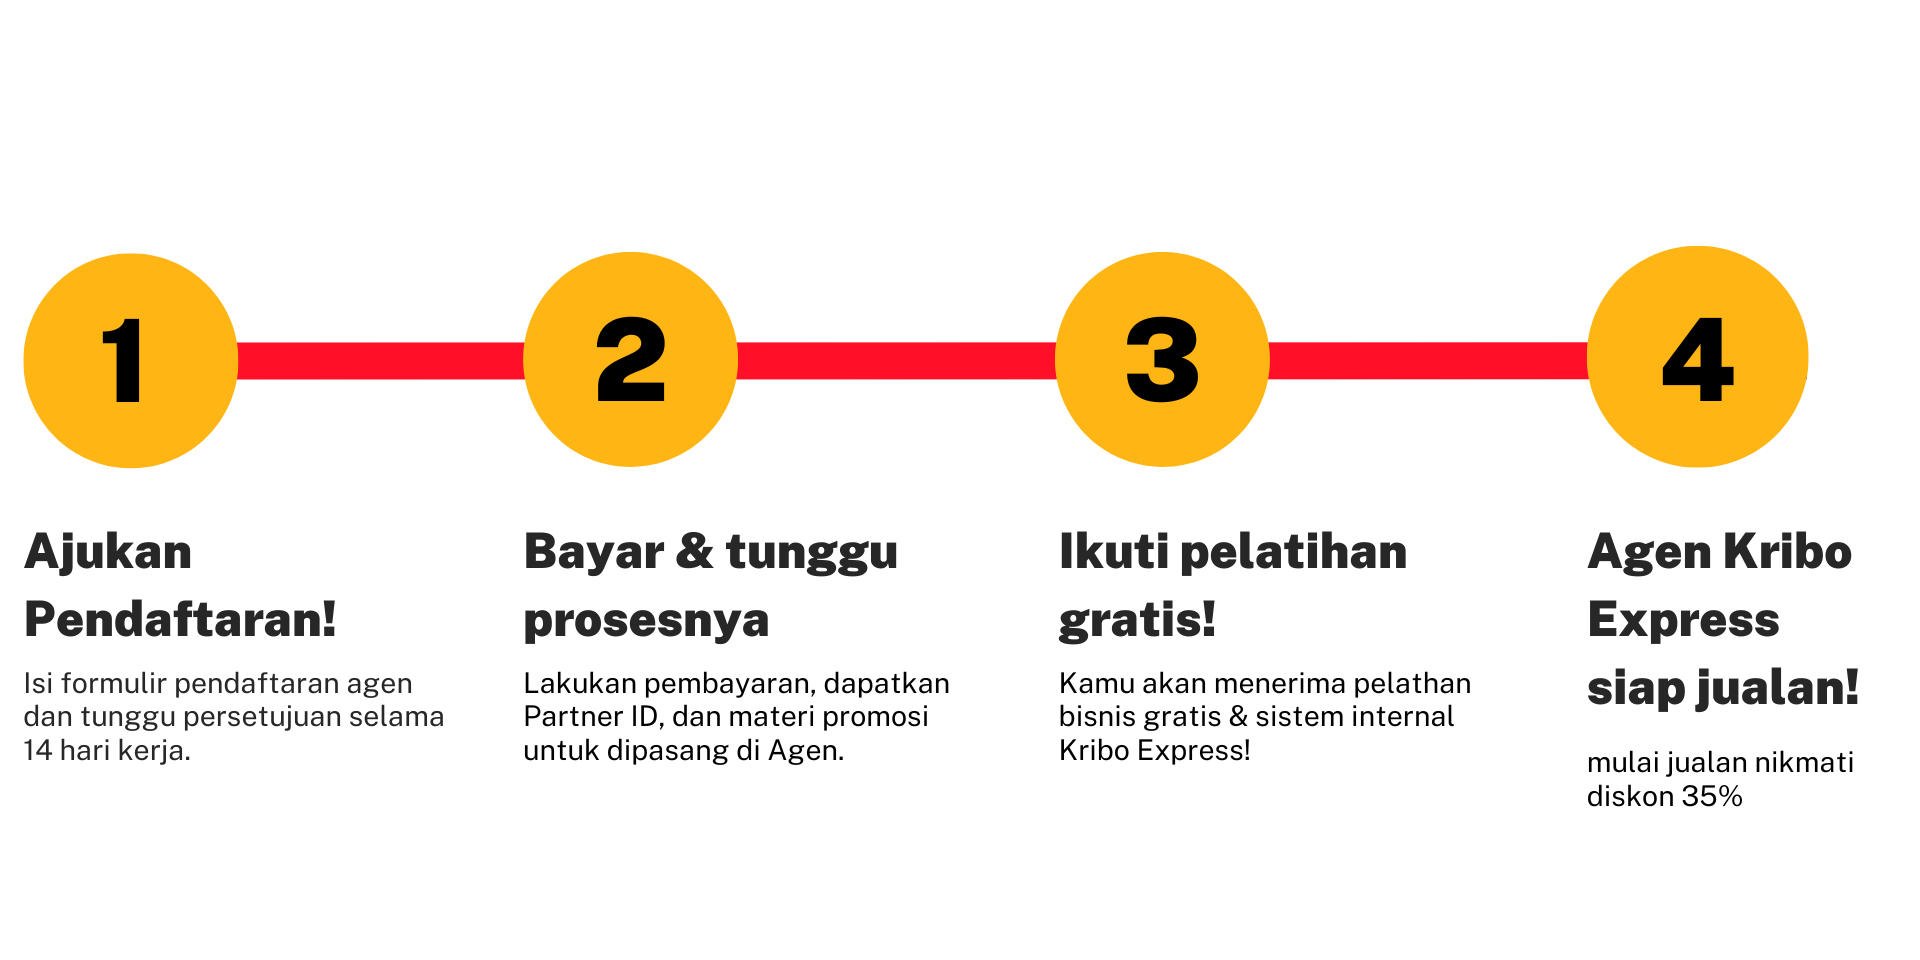 1
2
3
4
Ajukan
Pendaftaran!
Isi formulir pendaftaran agen
dan tunggu persetujuan selama
14 hari kerja.
Bayar & tunggu
prosesnya
Lakukan pembayaran, dapatkan
Partner ID, dan materi promosi
untuk dipasang di Agen.
Ikuti pelatihan
gratis!
Kamu akan menerima pelathan
bisnis gratis & sistem internal
Kribo Express!
Agen Kribo
Express
siap jualan!
mulai jualan nikmati
diskon 35%